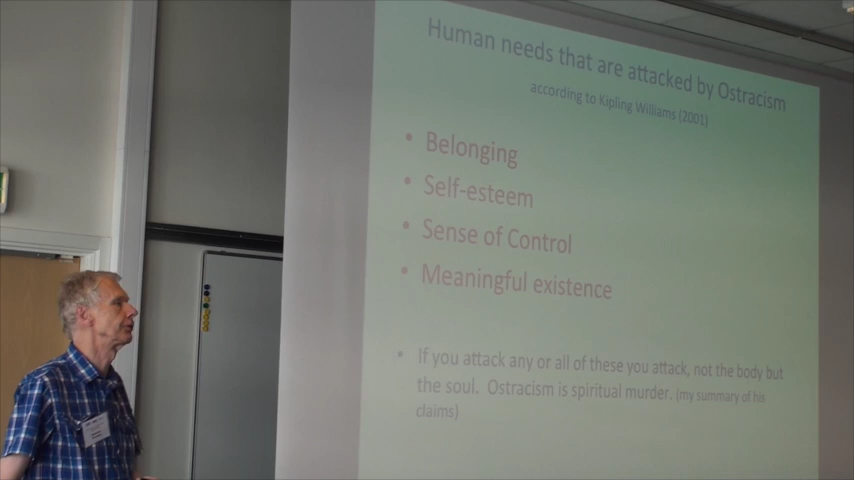 Human needs that are attacked by Ostracism
according to Kipling Williams (2001)
• Belonging
• Self-esteem
• Sense of Control
• Meaningful existence
• If you attack any or all of these you attack, not the body but
the soul. Ostracism is spiritual murder. (my summary of his
claims)